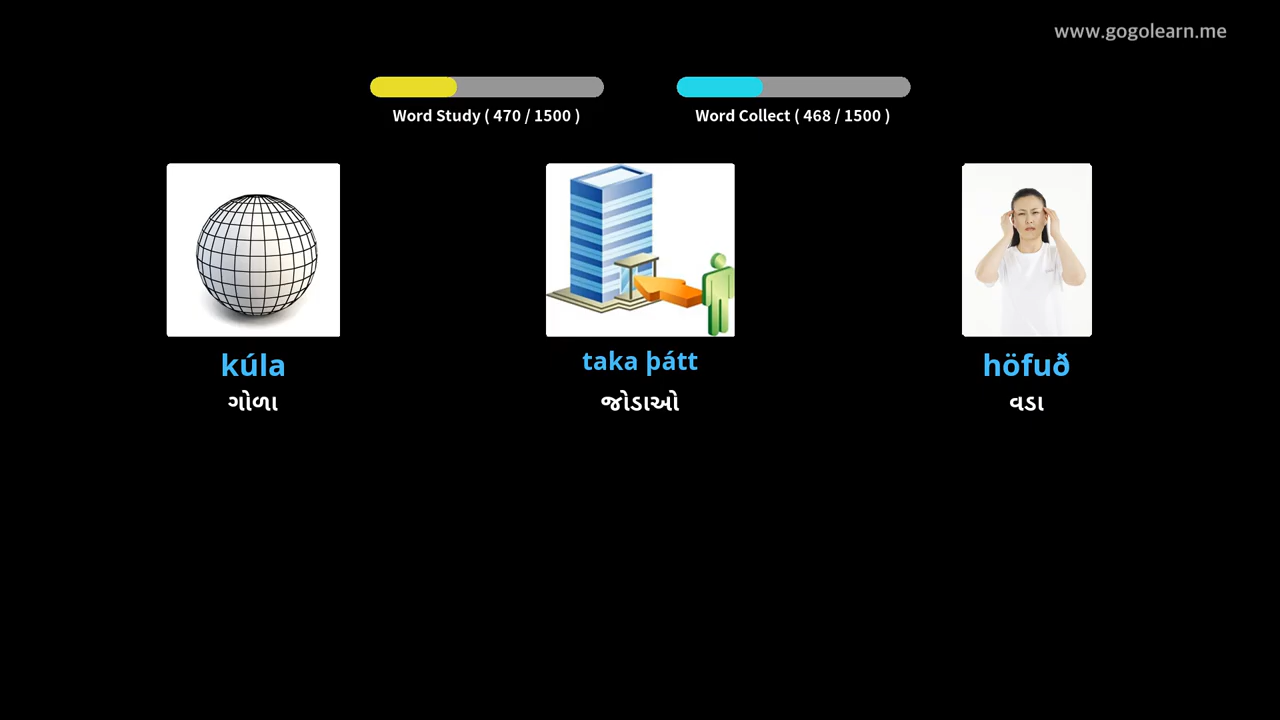 www.gogolearn.me
Word Study ( 470 / 1500 )
Word Collect ( 468 / 1500 )
kúla
taka þátt
höfuð
ગોળા
જોડાઓ
વડા